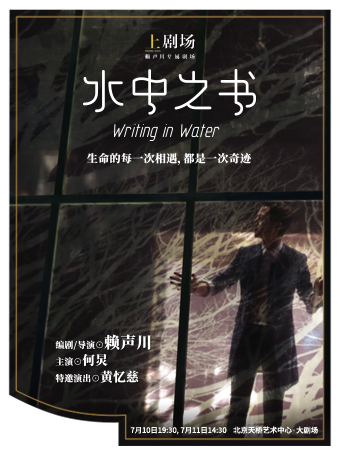 上剧场
赖声川专属剧场
水中之书
Writing in Water
生命的每一次相遇, 都是一次奇迹
编剧/导演⊙赖声川
主演⊙何炅
特邀演出⊙黄忆慈
7月10日19:30, 7月11日14:30 北京天桥艺术中心·大剧场